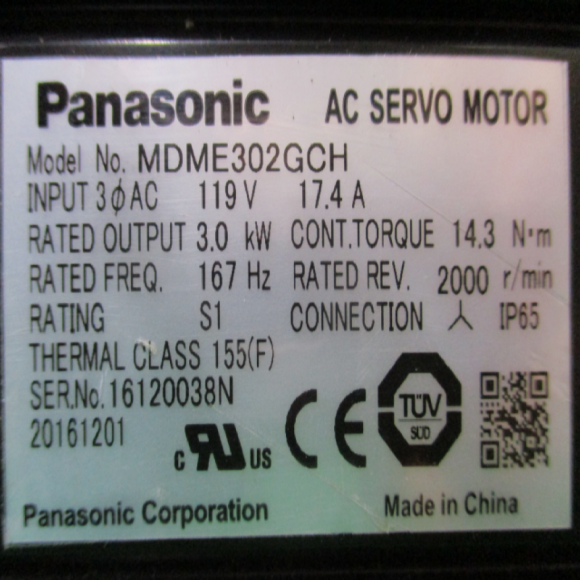 Panasonic AC SERVO MOTOR
Model No. MDME302GCH
INPUT 3φAC 119 V 17.4 A
RATED OUTPUT 3.0 kW CONT.TORQUE 14.3 N·m
RATED FREQ. 167 Hz RATED REV. 2000 r/min
RATING S1 CONNECTION 人 IP65
THERMAL CLASS 155(F)
SER.No.16120038N
20161201
c RU US CE TÜV SÜD
Panasonic Corporation Made in China